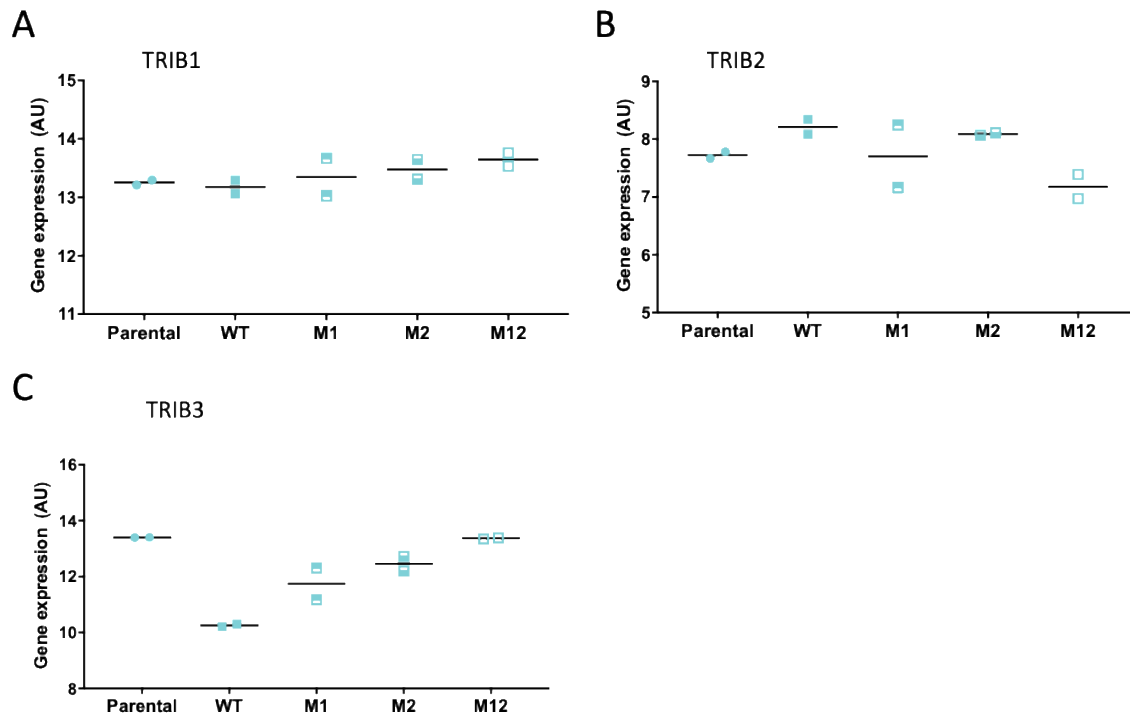 A
TRIB1
Gene expression (AU)
15
14
13
12
11
Parental WT M1 M2 M12
B
TRIB2
Gene expression (AU)
9
8
7
6
5
Parental WT M1 M2 M12
C
TRIB3
Gene expression (AU)
16
14
12
10
8
Parental WT M1 M2 M12